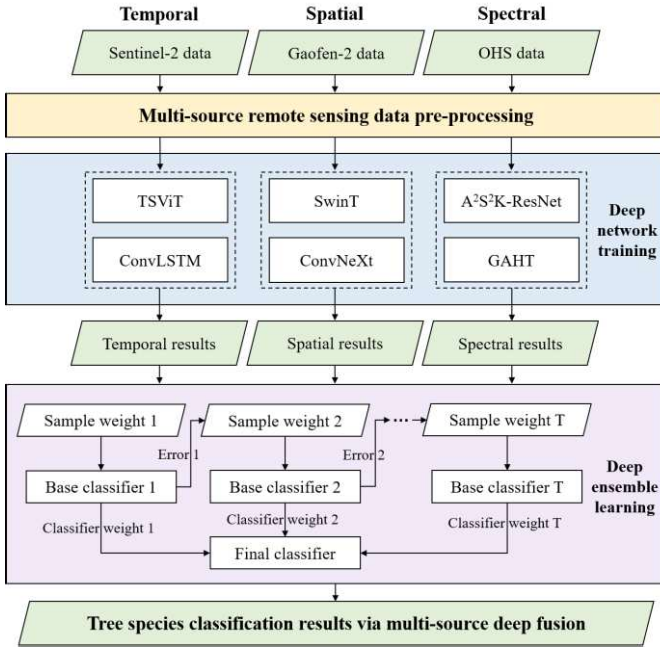 Temporal Spatial Spectral
Sentinel-2 data Gaofen-2 data OHS data
Multi-source remote sensing data pre-processing
TSViT SwinT A²S²K-ResNet
Deep
network
training
ConvLSTM ConvNeXt GAHT
Temporal results Spatial results Spectral results
Sample weight 1 Sample weight 2 ... Sample weight T
Error 1 Error 2
Base classifier 1 Base classifier 2 Base classifier T
Deep
ensemble
learning
Classifier weight 1 Classifier weight 2 Classifier weight T
Final classifier
Tree species classification results via multi-source deep fusion